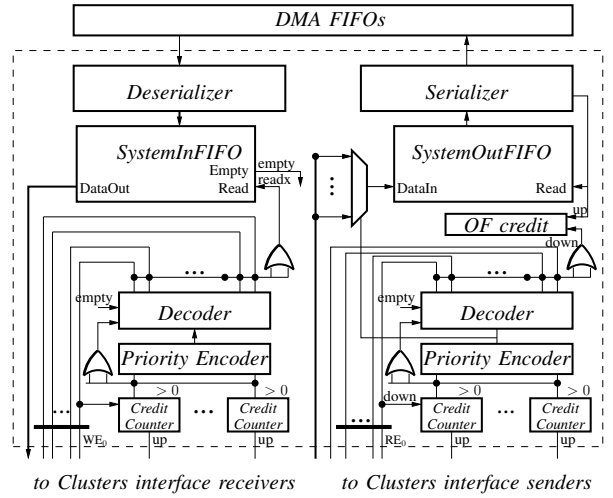 DMA FIFOs
Deserializer
Serializer
SystemInFIFO
SystemOutFIFO
Empty
empty
readx
DataOut
Read
DataIn
Read
up
OF credit
down
empty
Decoder
empty
Decoder
Priority Encoder
Priority Encoder
> 0
> 0
> 0
> 0
Credit Counter
...
Credit Counter
down
Credit Counter
...
Credit Counter
WE0
up
up
RE0
up
up
to Clusters interface receivers
to Clusters interface senders